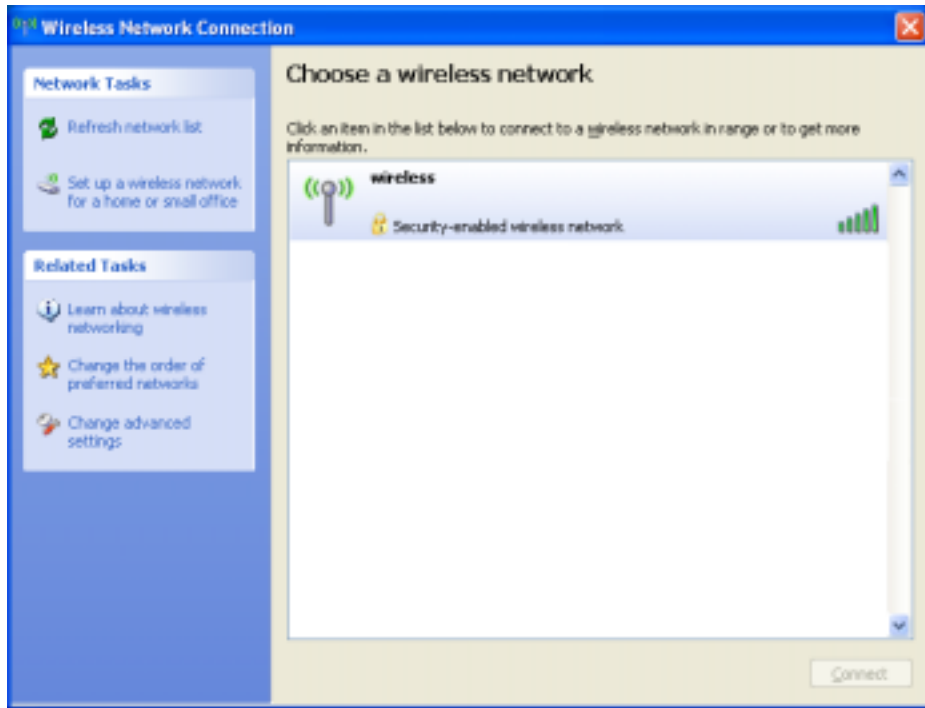 Wireless Network Connection
Network Tasks
Refresh network list
Set up a wireless network
for a home or small office
Related Tasks
Learn about wireless
networking
Change the order of
preferred networks
Change advanced
settings
Choose a wireless network
Click an item in the list below to connect to a wireless network in range or to get more
information.
wireless
Security-enabled wireless network
Connect